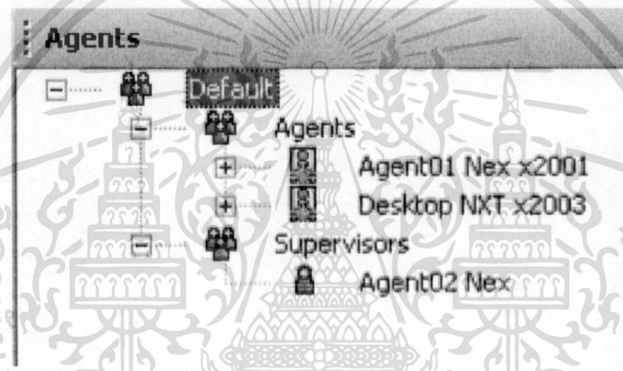 Agents
Default
Agents
Agent01 Nex x2001
Desktop NXT x2003
Supervisors
Agent02 Nex